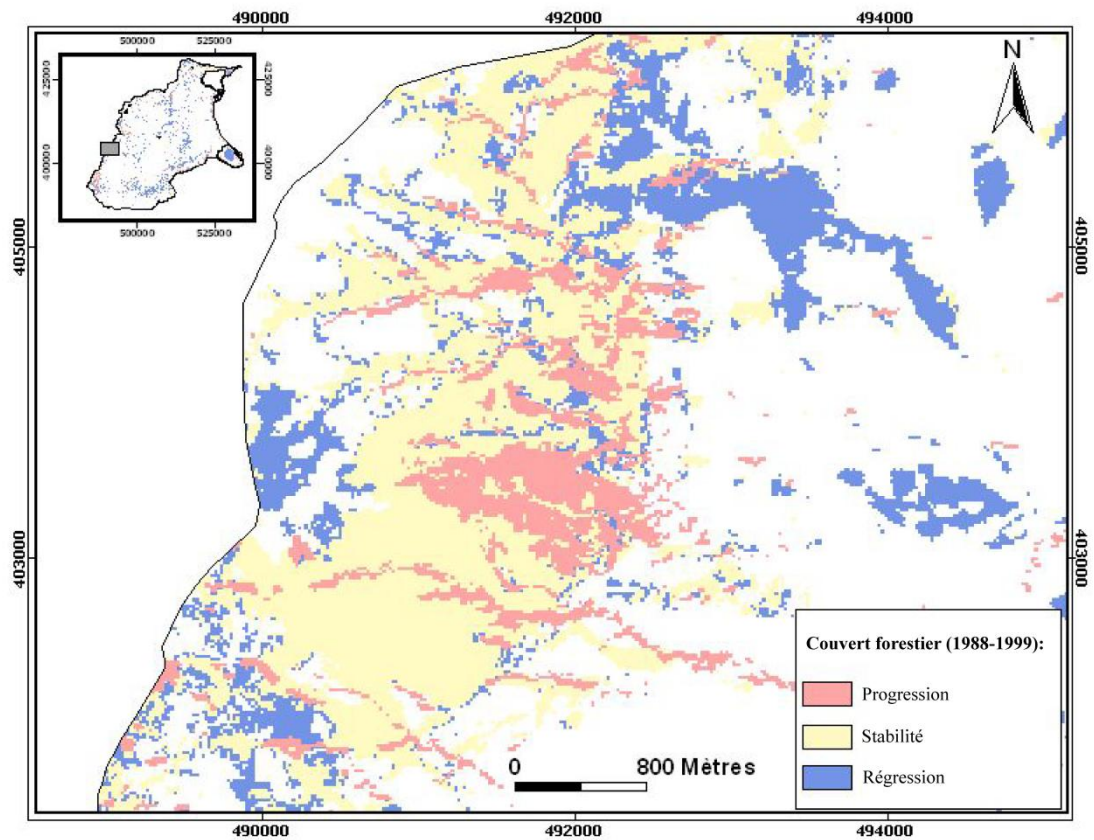 490000 492000 494000
500000 525000
425000 425000
400000 400000
500000 525000
N
405000 405000
403000 403000
Couvert forestier (1988-1999):
Progression
Stabilité
Régression
0 800 Mètres
490000 492000 494000